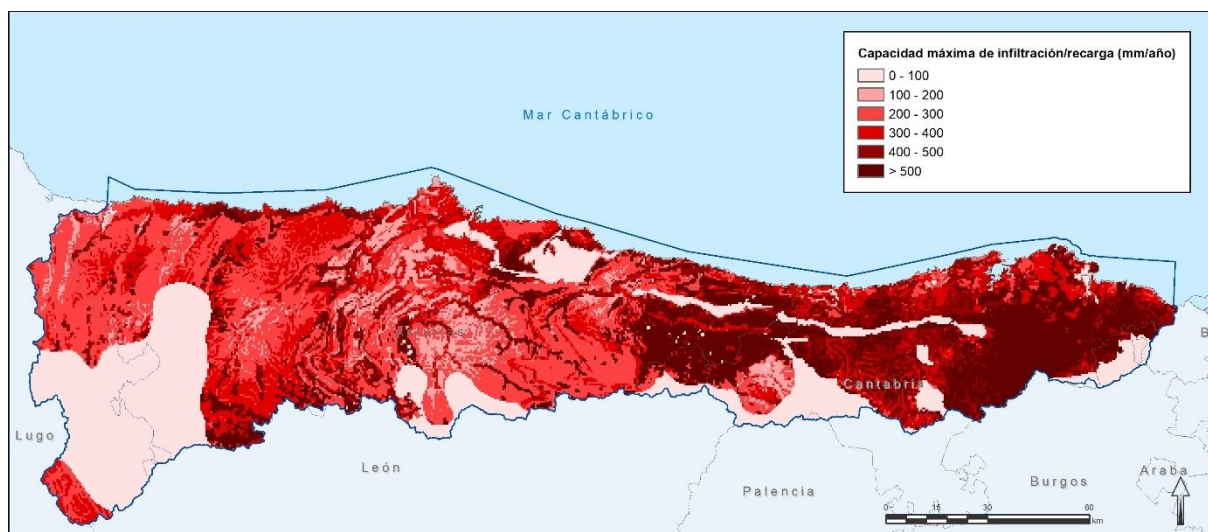 Capacidad máxima de infiltración/recarga (mm/año)
0 - 100
100 - 200
200 - 300
300 - 400
400 - 500
> 500
Mar Cantábrico
Cantabria
Lugo
León
Palencia
Burgos
Araba
B
0
15
30
60
km